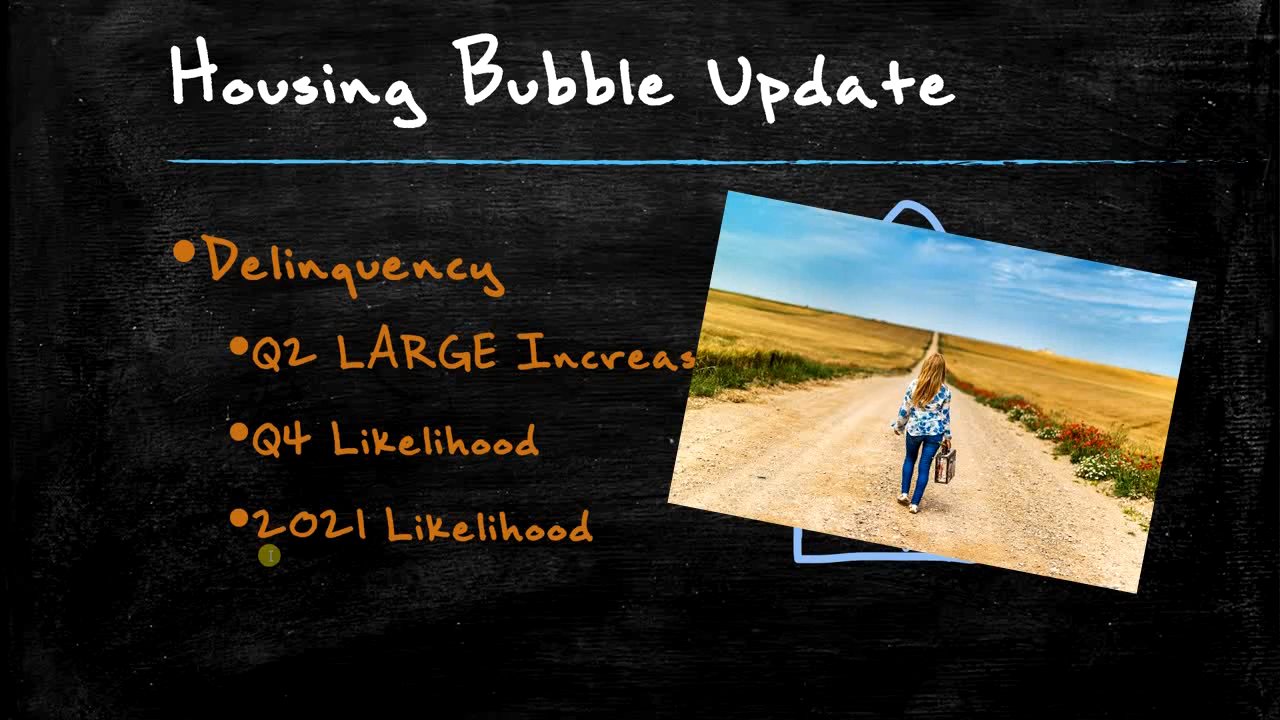 Housing Bubble Update
•Delinquency
•Q2 LARGE Increas
•Q4 Likelihood
•2021 Likelihood